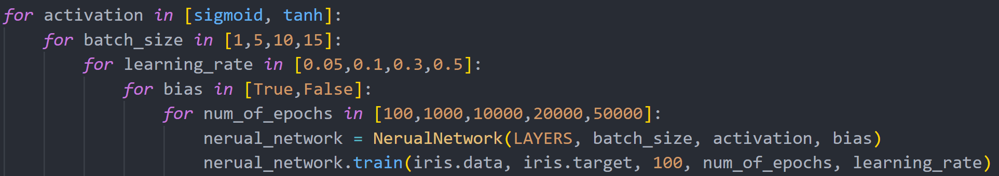 for activation in [sigmoid, tanh]:
    for batch_size in [1,5,10,15]:
        for learning_rate in [0.05,0.1,0.3,0.5]:
            for bias in [True,False]:
                for num_of_epochs in [100,1000,10000,20000,50000]:
                    nerual_network = NerualNetwork(LAYERS, batch_size, activation, bias)
                    nerual_network.train(iris.data, iris.target, 100, num_of_epochs, learning_rate)